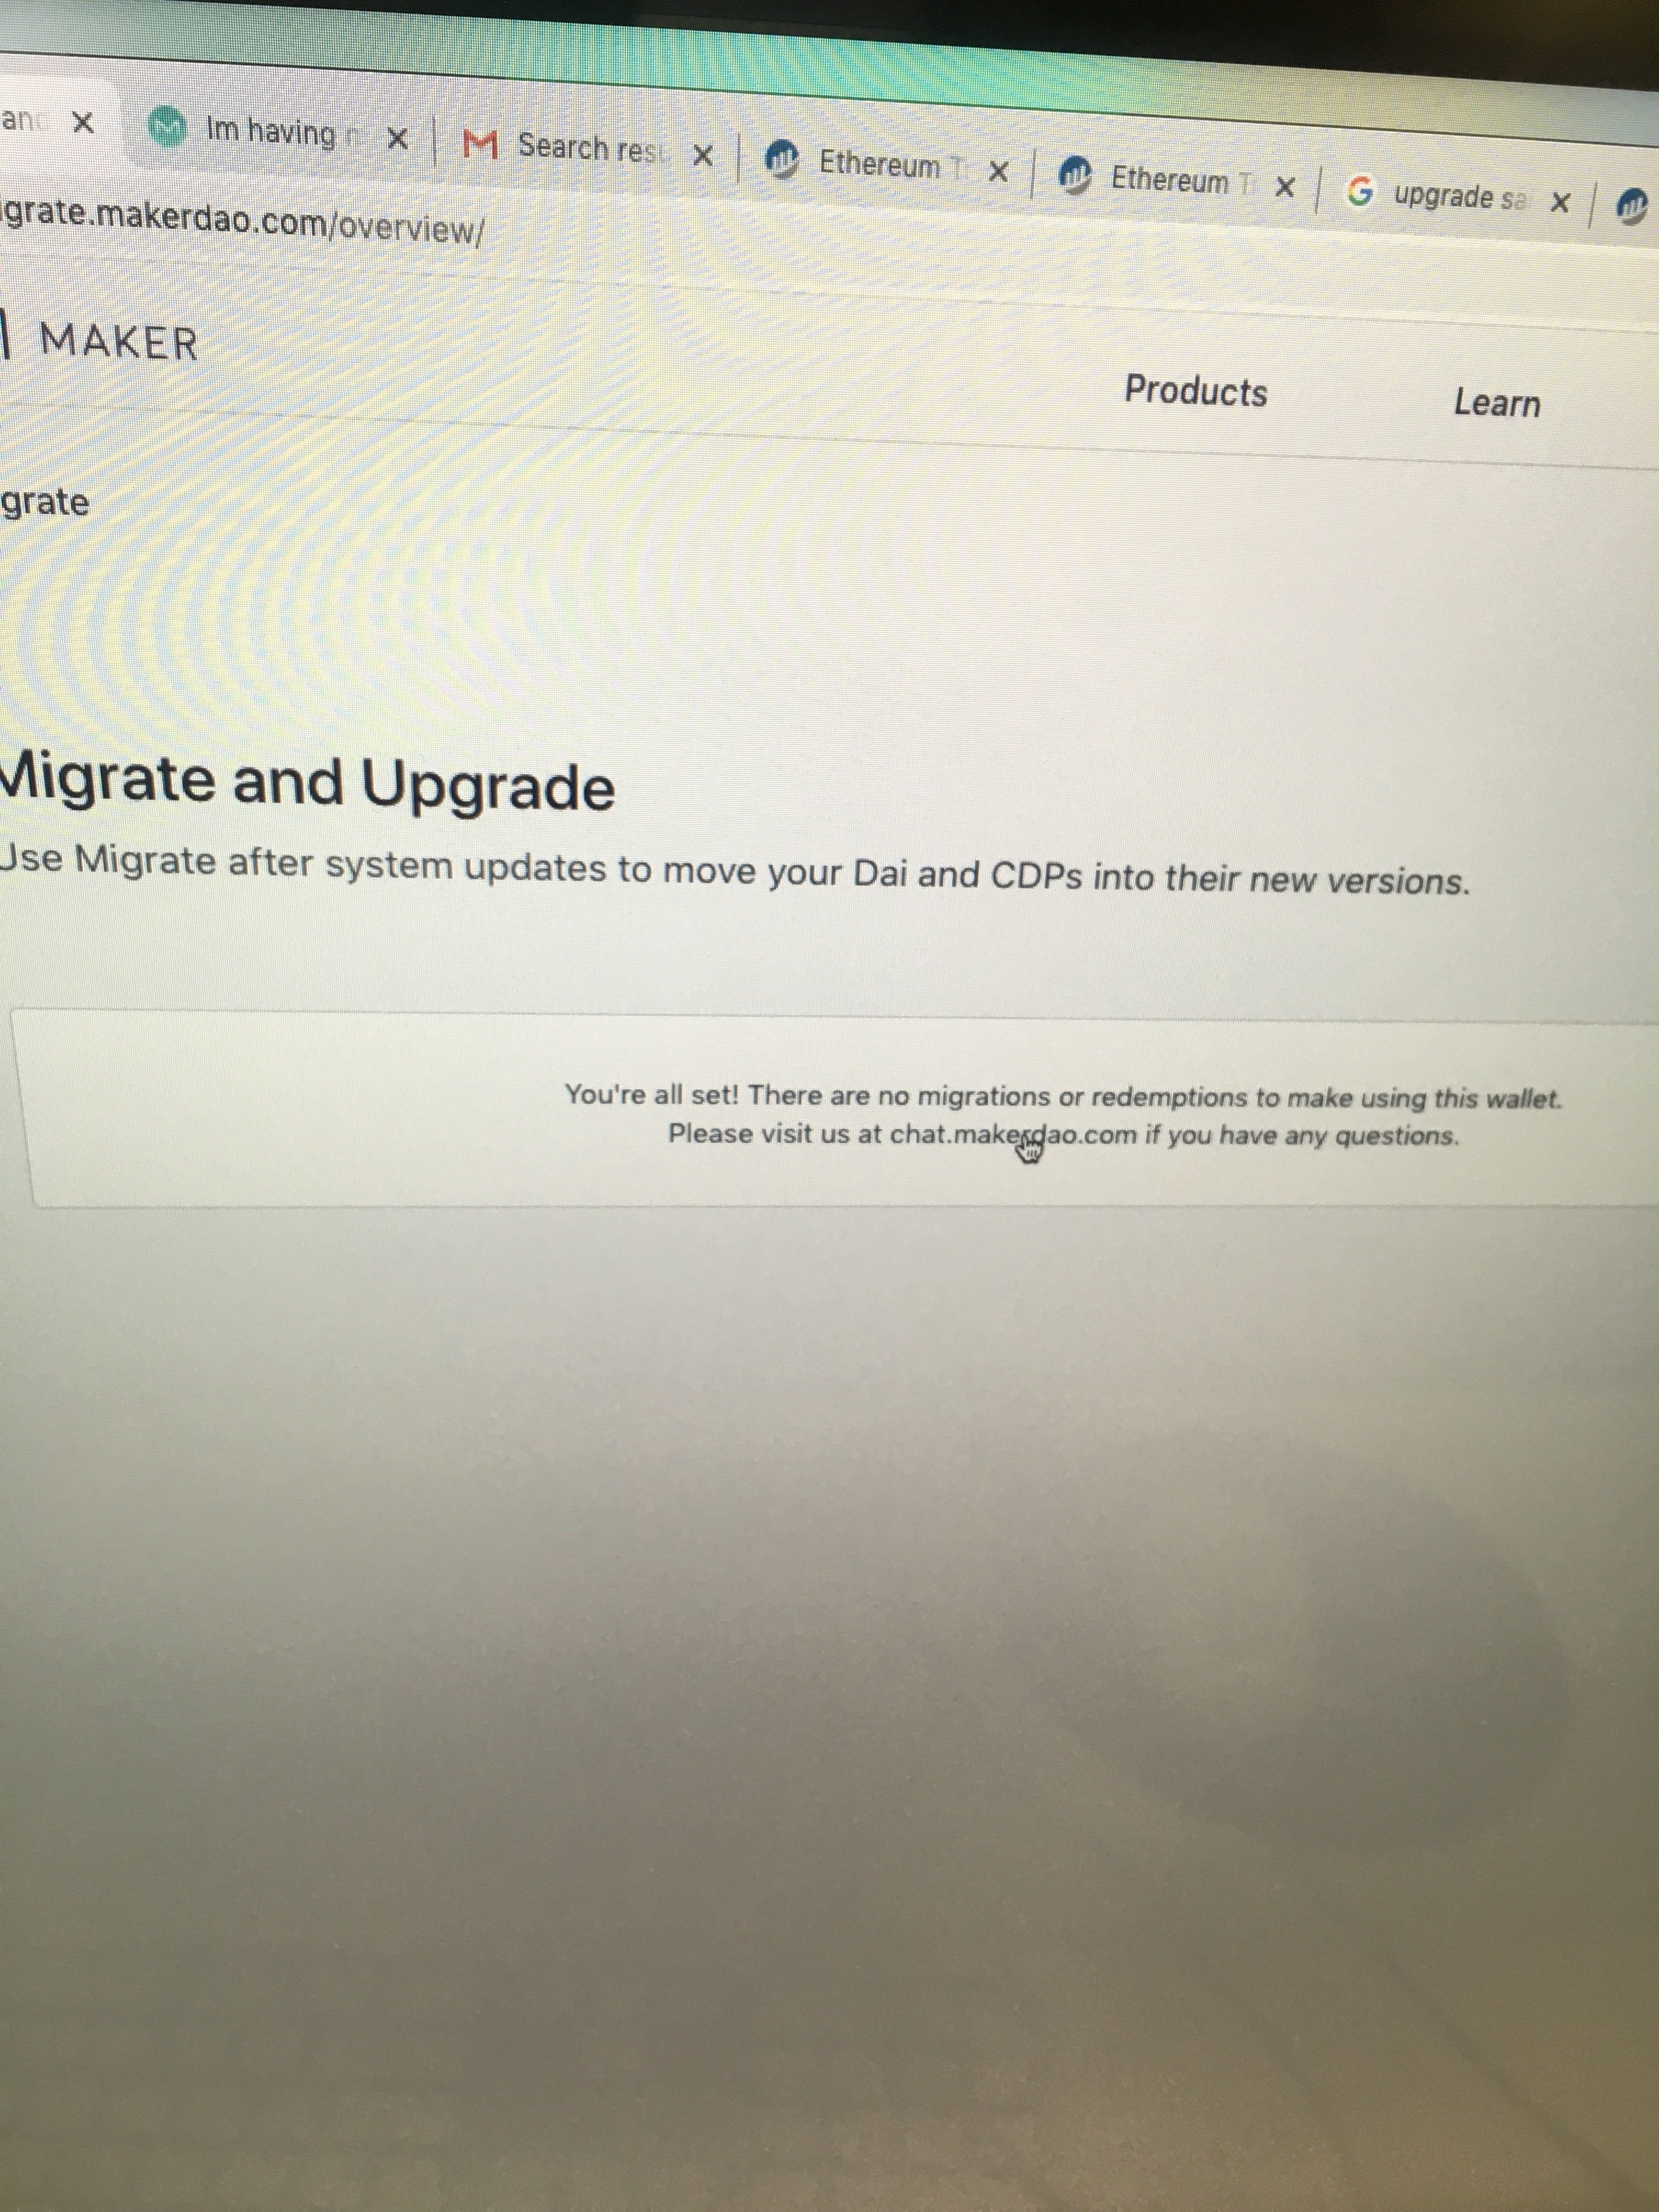 and
Im having
Search resu
Ethereum T
Ethereum T
upgrade sa
grate.makerdao.com/overview/
MAKER
Products
Learn
grate
Migrate and Upgrade
Use Migrate after system updates to move your Dai and CDPs into their new versions.
You're all set! There are no migrations or redemptions to make using this wallet.
Please visit us at chat.makerdao.com if you have any questions.